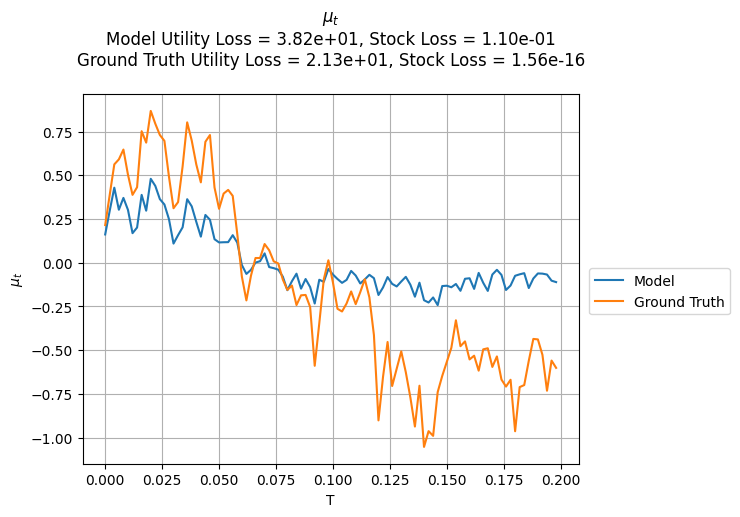 μt
Model Utility Loss = 3.82e+01, Stock Loss = 1.10e-01
Ground Truth Utility Loss = 2.13e+01, Stock Loss = 1.56e-16
0.75
0.50
0.25
0.00
−0.25
−0.50
−0.75
−1.00
μt
0.000 0.025 0.050 0.075 0.100 0.125 0.150 0.175 0.200
T
Model
Ground Truth